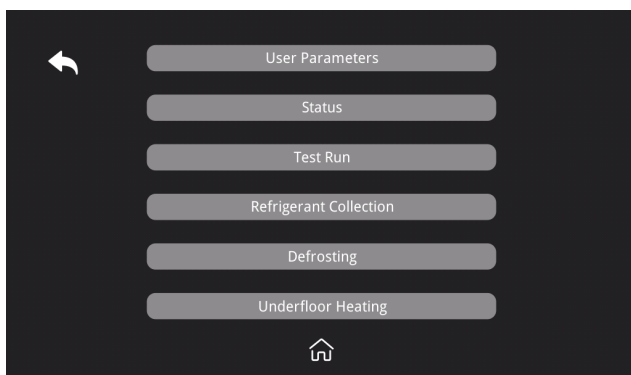 User Parameters
Status
Test Run
Refrigerant Collection
Defrosting
Underfloor Heating